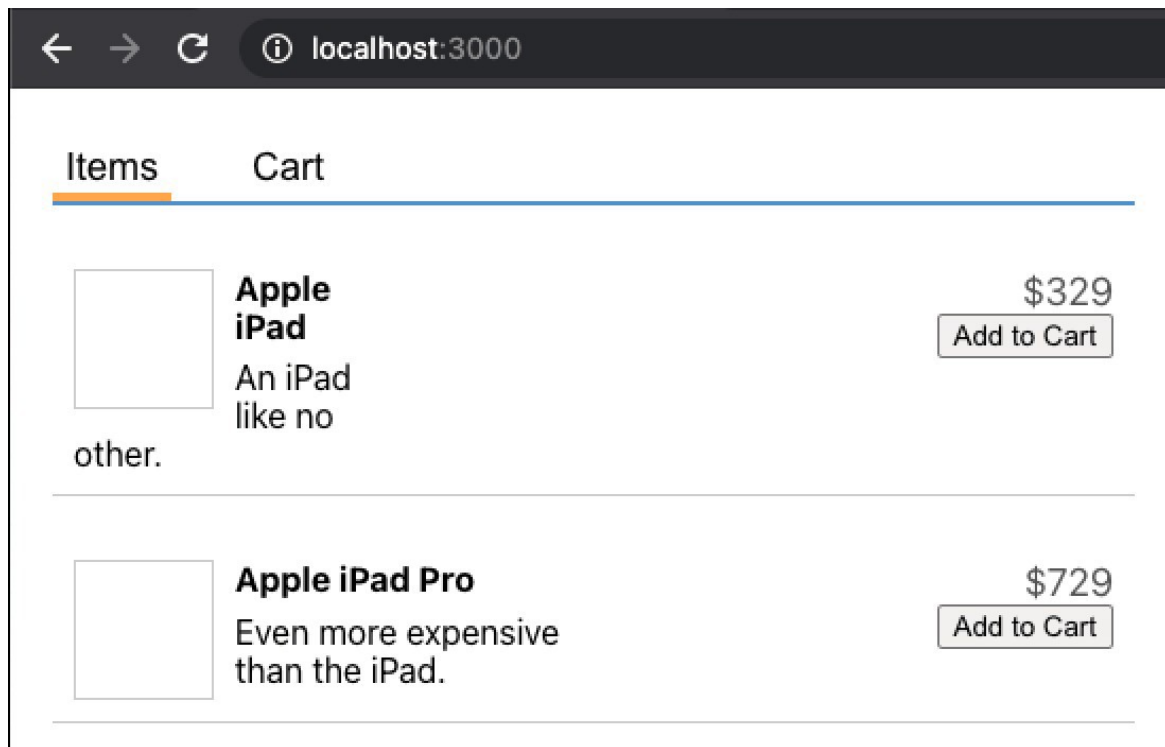 localhost:3000
Items Cart
Apple $329
iPad Add to Cart
An iPad
like no
other.
Apple iPad Pro $729
Add to Cart
Even more expensive
than the iPad.